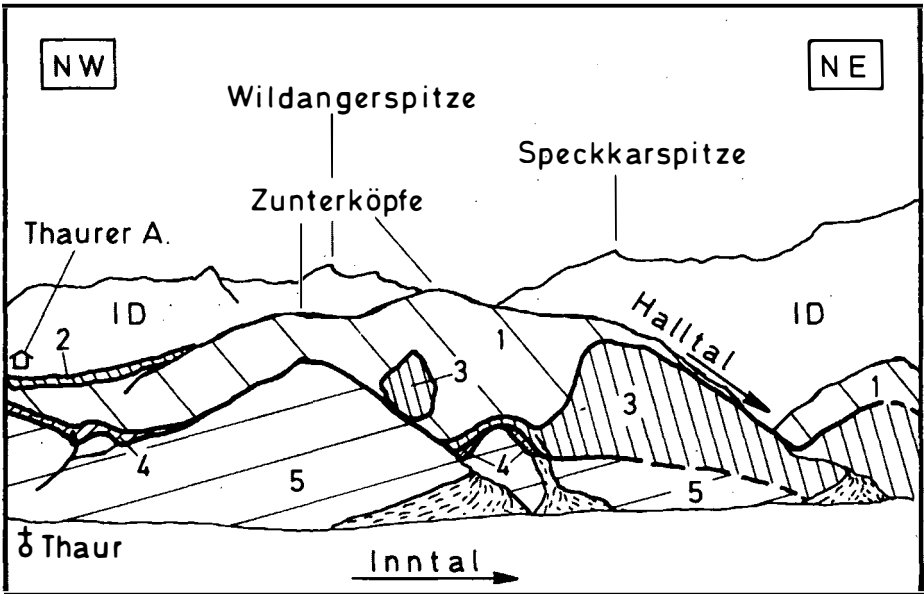 NW
NE
Wildangerspitze
Speckkarspitze
Zunterköpfe
Thaurer A.
ID
ID
Halltal
2
1
3
3
1
4
4
5
5
Thaur
Inntal